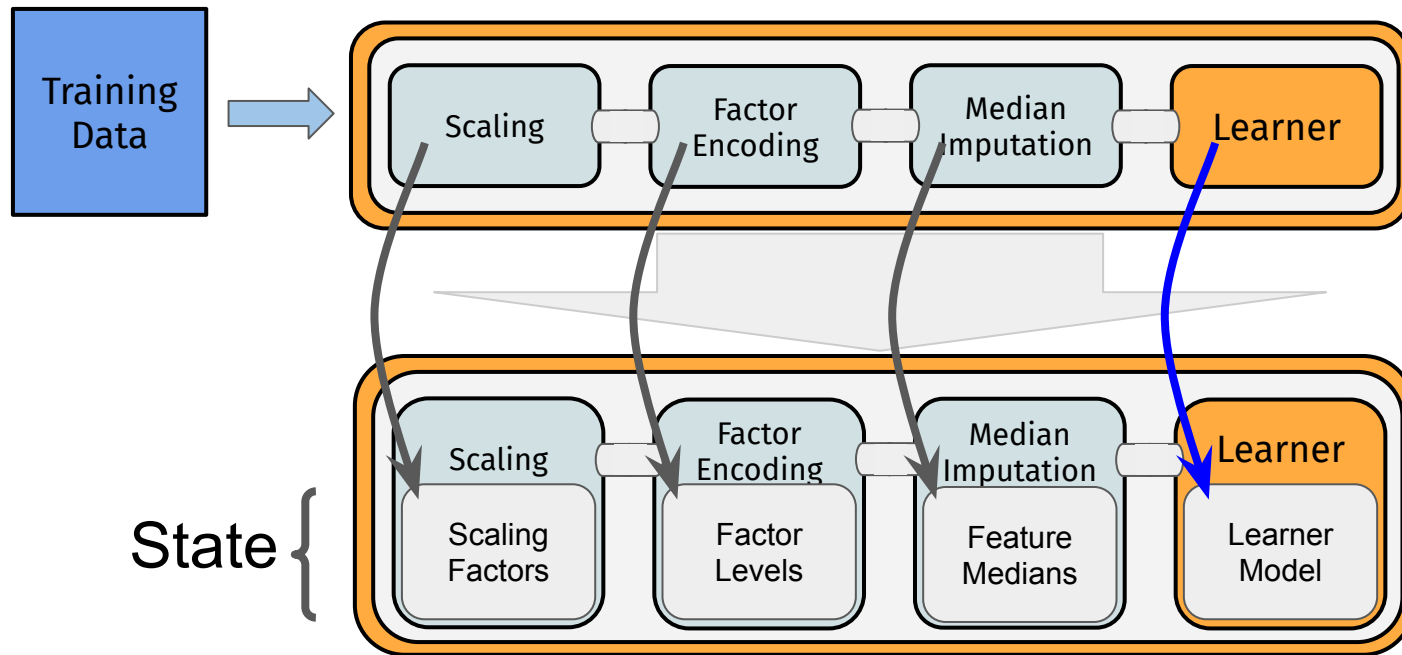 Training
Data
Scaling
Factor
Encoding
Median
Imputation
Learner
Scaling
Factor
Encoding
Median
Imputation
Learner
State
Scaling
Factors
Factor
Levels
Feature
Medians
Learner
Model